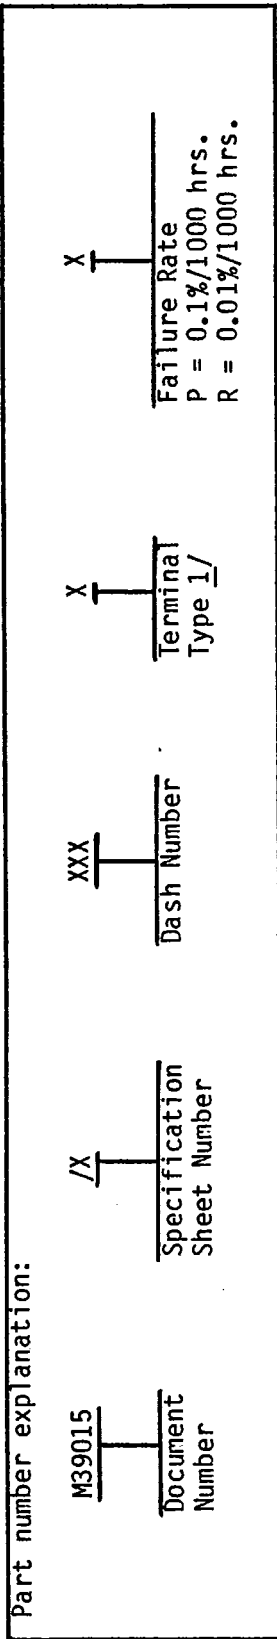 Part number explanation:
M39015 /X XXX X X
Document Number
Specification Sheet Number
Dash Number
Terminal Type 1/
Failure Rate
P = 0.1%/1000 hrs.
R = 0.01%/1000 hrs.